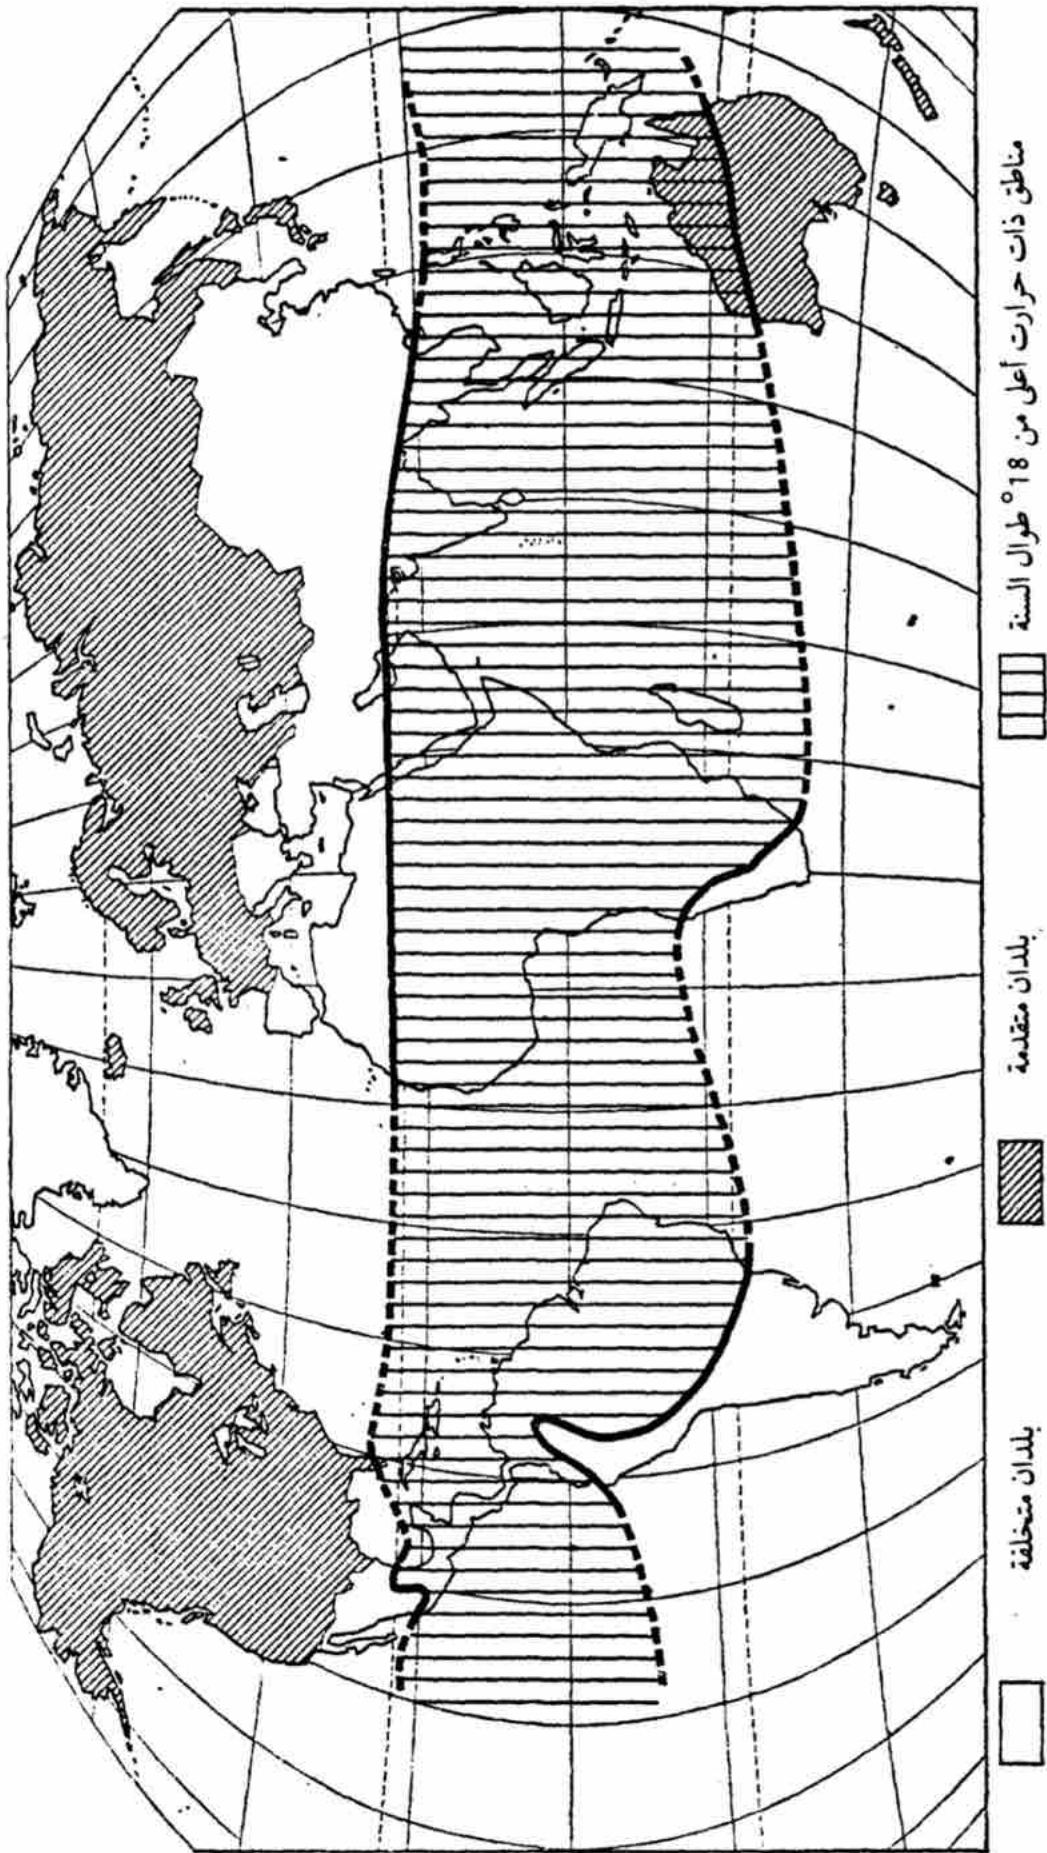 مناطق ذات حرارت أعلى من 18° طوال السنة
بلدان متقدمة
بلدان متخلفة